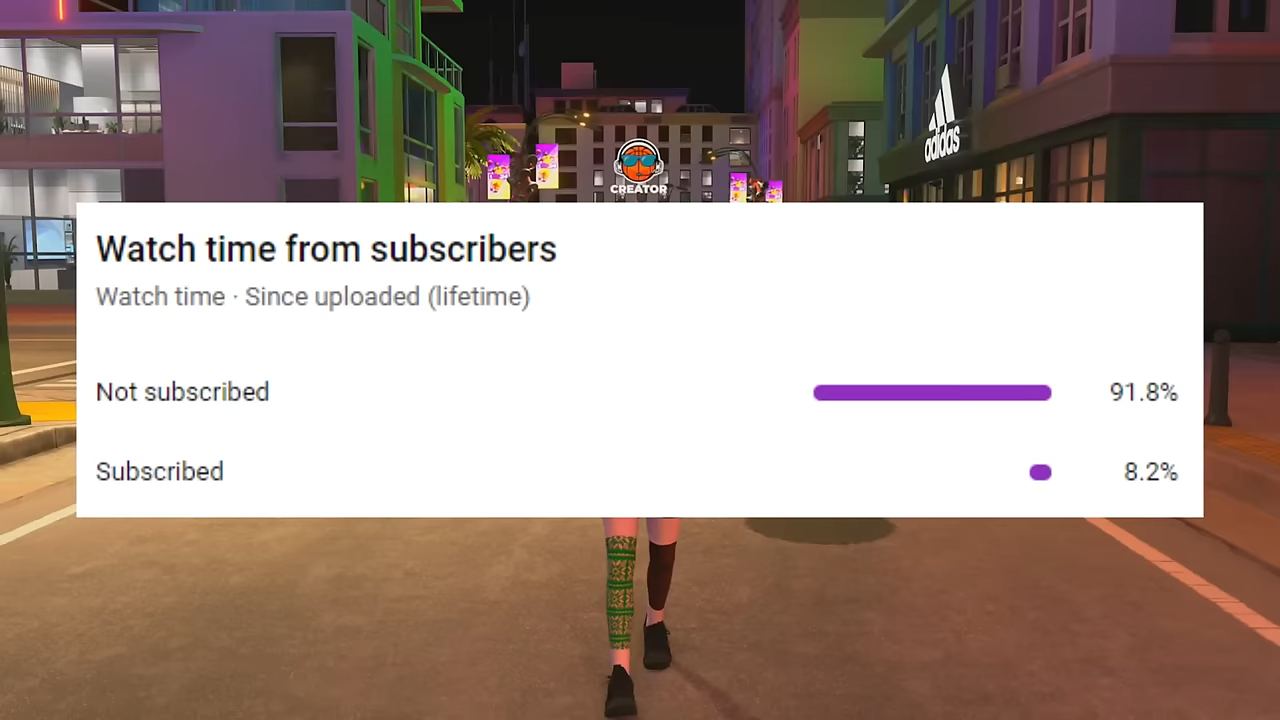 adidas
CREATOR
Watch time from subscribers
Watch time · Since uploaded (lifetime)
Not subscribed 91.8%
Subscribed 8.2%